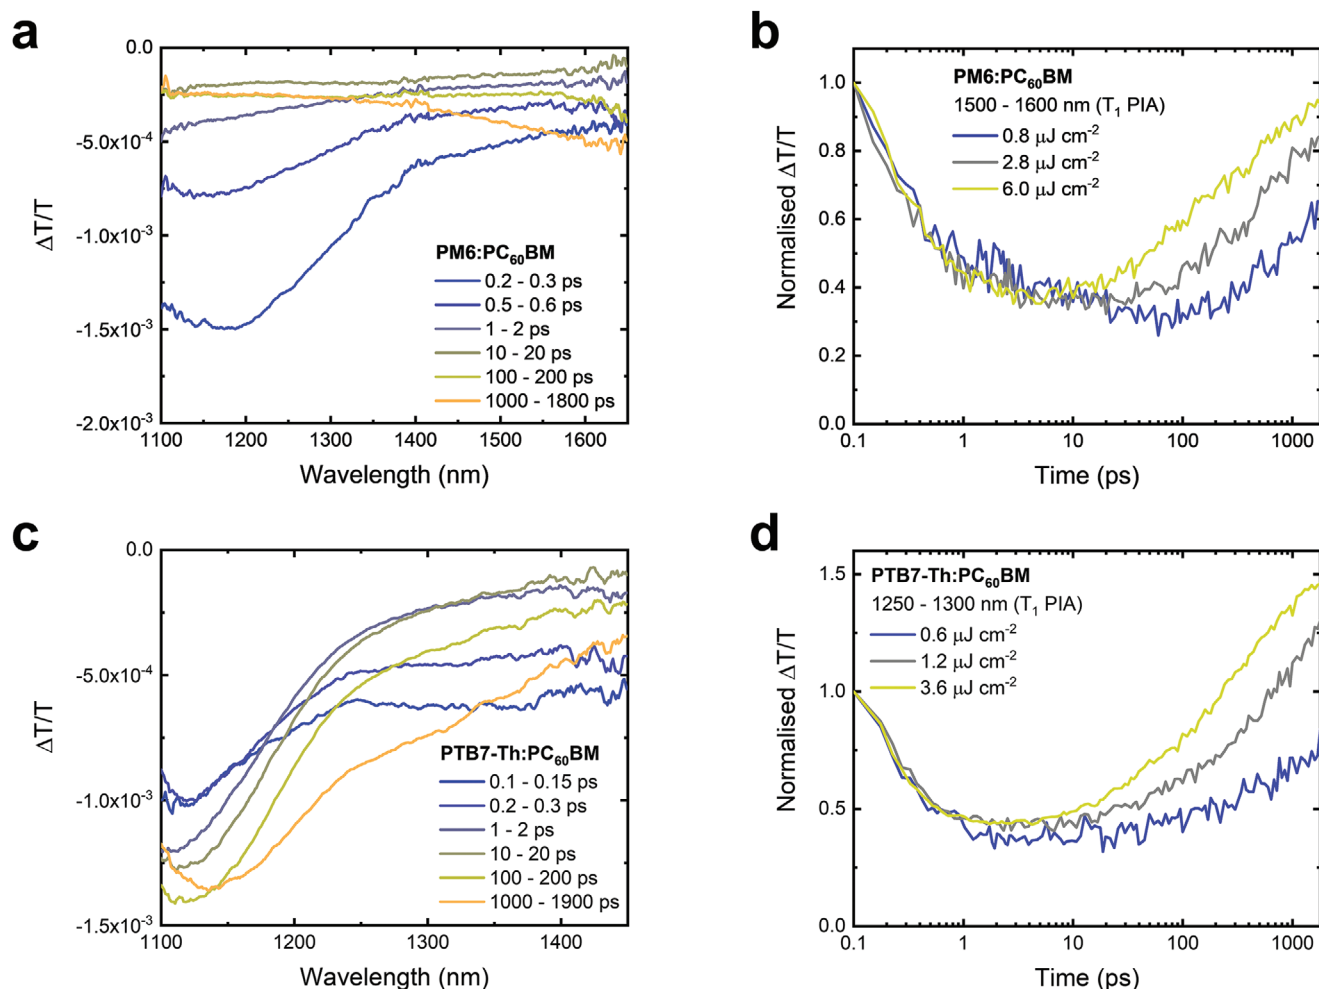 a
0.0
-5.0x10⁻⁴
-1.0x10⁻³
-1.5x10⁻³
-2.0x10⁻³
ΔT/T
PM6:PC₆₀BM
0.2 - 0.3 ps
0.5 - 0.6 ps
1 - 2 ps
10 - 20 ps
100 - 200 ps
1000 - 1800 ps
1100 1200 1300 1400 1500 1600
Wavelength (nm)
b
1.0
0.8
0.6
0.4
0.2
0.0
Normalised ΔT/T
PM6:PC₆₀BM
1500 - 1600 nm (T₁ PIA)
0.8 μJ cm⁻²
2.8 μJ cm⁻²
6.0 μJ cm⁻²
0.1 1 10 100 1000
Time (ps)
c
0.0
-5.0x10⁻⁴
-1.0x10⁻³
-1.5x10⁻³
ΔT/T
PTB7-Th:PC₆₀BM
0.1 - 0.15 ps
0.2 - 0.3 ps
1 - 2 ps
10 - 20 ps
100 - 200 ps
1000 - 1900 ps
1100 1200 1300 1400
Wavelength (nm)
d
1.5
1.0
0.5
0.0
Normalised ΔT/T
PTB7-Th:PC₆₀BM
1250 - 1300 nm (T₁ PIA)
0.6 μJ cm⁻²
1.2 μJ cm⁻²
3.6 μJ cm⁻²
0.1 1 10 100 1000
Time (ps)